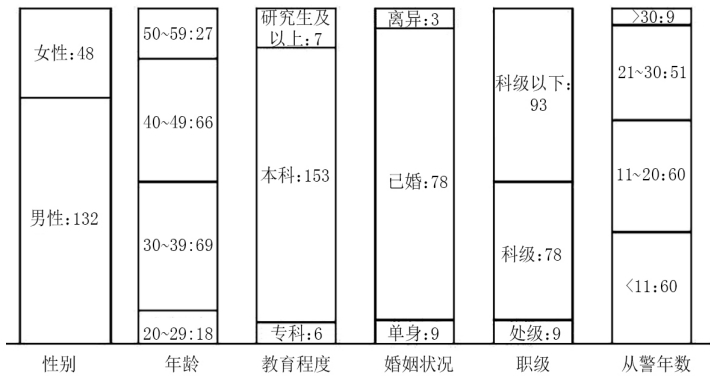 女性:48
男性:132
性别
50~59:27
40~49:66
30~39:69
20~29:18
年龄
研究生及
以上:7
本科:153
专科:6
教育程度
离异:3
已婚:78
单身:9
婚姻状况
科级以下:
93
科级:78
处级:9
职级
>30:9
21~30:51
11~20:60
<11:60
从警年数